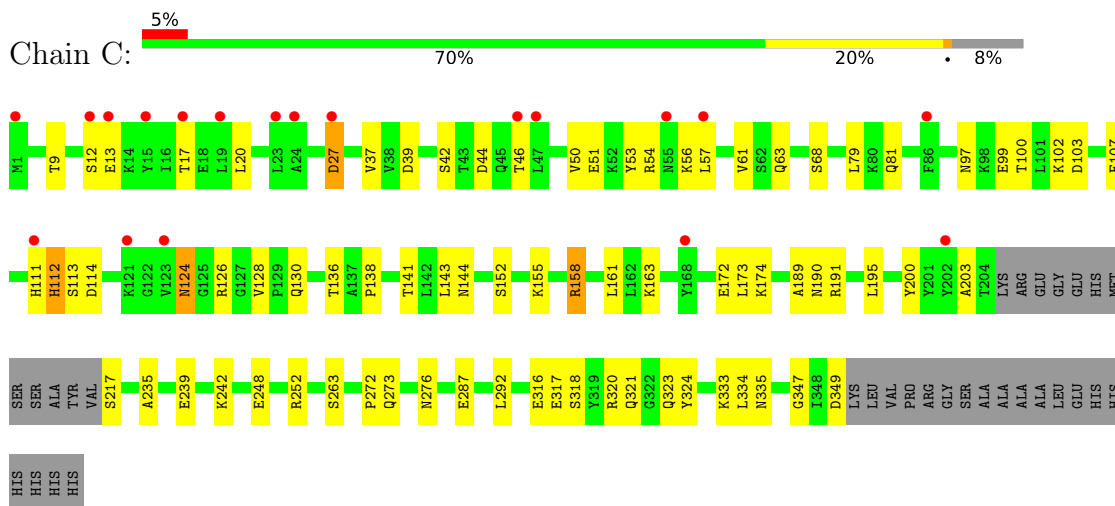 5%
Chain C:
70% 20% • 8%
M1 T9 S12 E13 K14 Y15 I16 T17 E18 L19 L20 L23 A24 D27 V37 V38 D39 S42 T43 D44 Q45 T46 L47 V50 E51 K52 Y53 R54 N55 K56 L57 V61 S62 Q63 S68 L79 K80 Q81 F86 N97 K98 E99 T100 L101 K102 D103
H111 H112 S113 D114 K121 G122 V123 N124 G125 R126 G127 V128 P129 Q130 T136 A137 P138 T141 L142 N143 N144 S152 K155 R158 L161 L162 K163 Y168 E172 L173 K174 A189 N190 R191 L195 Y200 Y201 Y202 A203 T204 LYS ARG GLU GLY GLU HIS MET
SER SER ALA TYR VAL S217 A235 E239 K242 E248 R252 S263 P272 Q273 N276 E287 L292 E316 E317 S318 Y319 R320 Q321 G322 Q323 Y324 K333 L334 N335 G347 I348 D349 LYS LEU VAL PRO ARG GLY SER ALA ALA ALA ALA LEU GLU HIS HIS
HIS HIS HIS HIS